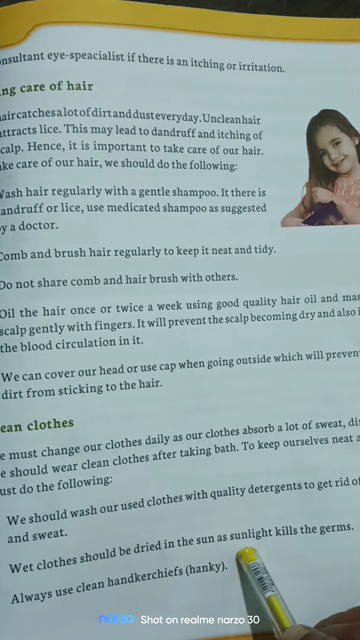 onsultant eye-speacialist if there is an itching or irritation.
ng care of hair
hair catches a lot of dirt and dust everyday. Unclean hair
attracts lice. This may lead to dandruff and itching of
calp. Hence, it is important to take care of our hair.
ke care of our hair, we should do the following:
Wash hair regularly with a gentle shampoo. It there is
andruff or lice, use medicated shampoo as suggested
y a doctor.
Comb and brush hair regularly to keep it neat and tidy.
Do not share comb and hair brush with others.
Oil the hair once or twice a week using good quality hair oil and mas
scalp gently with fingers. It will prevent the scalp becoming dry and also i
the blood circulation in it.
We can cover our head or use cap when going outside which will preven
dirt from sticking to the hair.
ean clothes
e must change our clothes daily as our clothes absorb a lot of sweat, di
e should wear clean clothes after taking bath. To keep ourselves neat a
ust do the following:
We should wash our used clothes with quality detergents to get rid of
and sweat.
Wet clothes should be dried in the sun as sunlight kills the germs.
Always use clean handkerchiefs (hanky).
narzo Shot on realme narzo 30